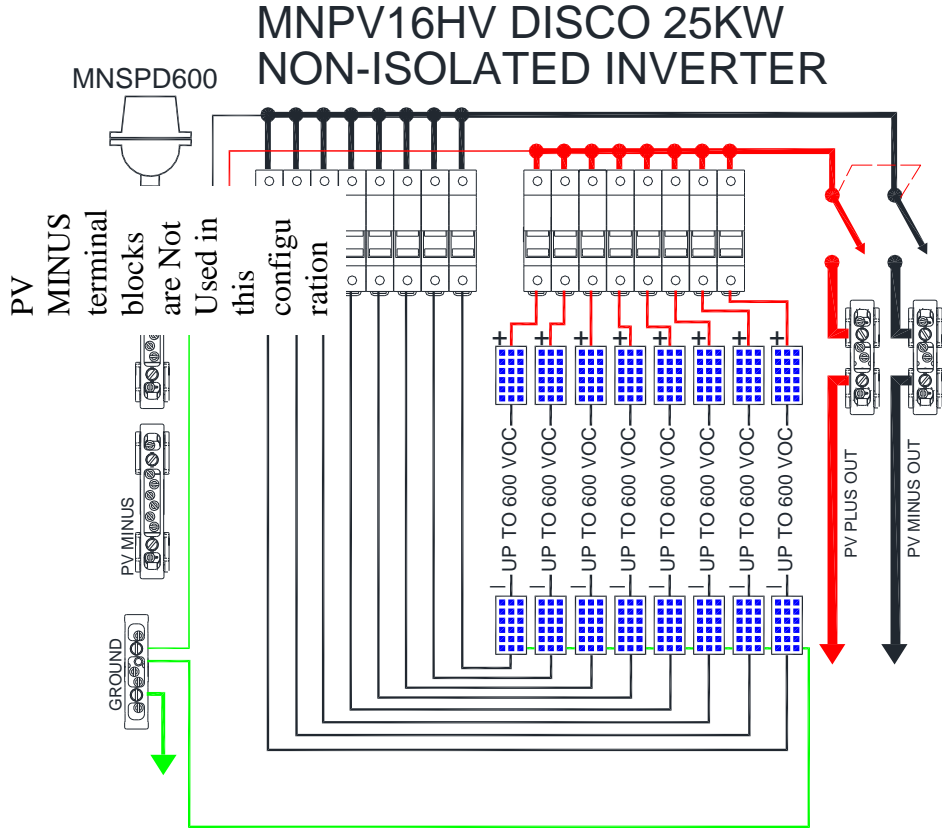 MNPV16HV DISCO 25KW
NON-ISOLATED INVERTER
MNSPD600
PV
MINUS
terminal
blocks
are Not
Used in
this
configu
ration
+
+
+
+
+
+
+
+
UP TO 600 VOC
UP TO 600 VOC
UP TO 600 VOC
UP TO 600 VOC
UP TO 600 VOC
UP TO 600 VOC
UP TO 600 VOC
UP TO 600 VOC
PV PLUS OUT
PV MINUS OUT
PV MINUS
GROUND